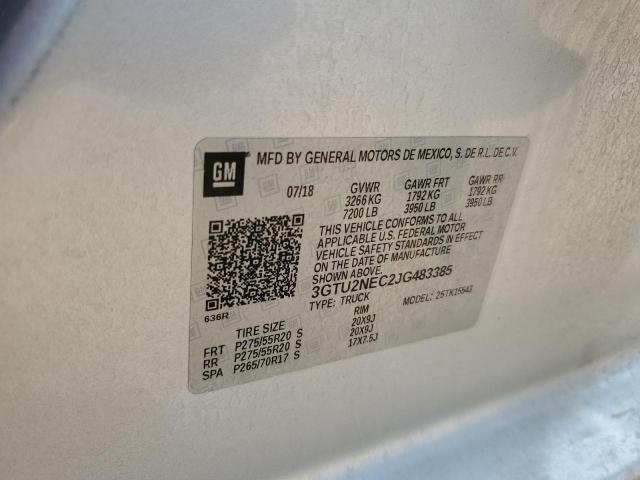 GM MFD BY GENERAL MOTORS DE MEXICO, S. DE R.L. DE C.V.
07/18 GVWR GAWR FRT GAWR RR
3266 KG 1792 KG 1792 KG
7200 LB 3950 LB 3950 LB
THIS VEHICLE CONFORMS TO ALL
APPLICABLE U.S. FEDERAL MOTOR
VEHICLE SAFETY STANDARDS IN EFFECT
ON THE DATE OF MANUFACTURE
SHOWN ABOVE.
3GTU2NEC2JG483385
TYPE: TRUCK MODEL: 25TK15543
636R
TIRE SIZE RIM
FRT P275/55R20 S 20X9J
RR P275/55R20 S 20X9J
SPA P265/70R17 S 17X7.5J